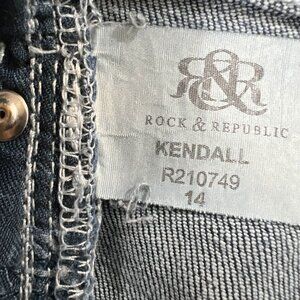 R&R
ROCK & REPUBLIC
KENDALL
R210749
14